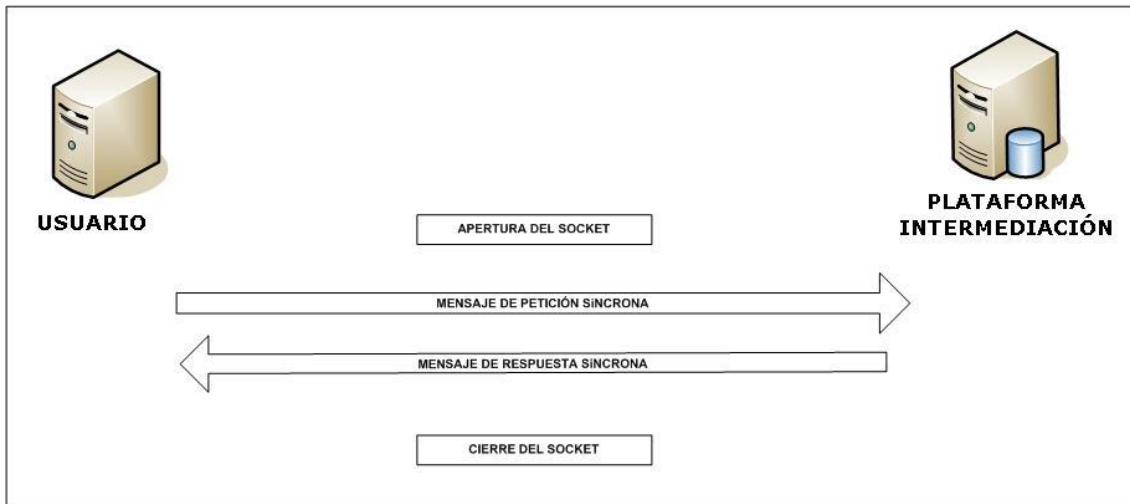 USUARIO
PLATAFORMA
INTERMEDIACIÓN
APERTURA DEL SOCKET
MENSAJE DE PETICIÓN SíNCRONA
MENSAJE DE RESPUESTA SíNCRONA
CIERRE DEL SOCKET